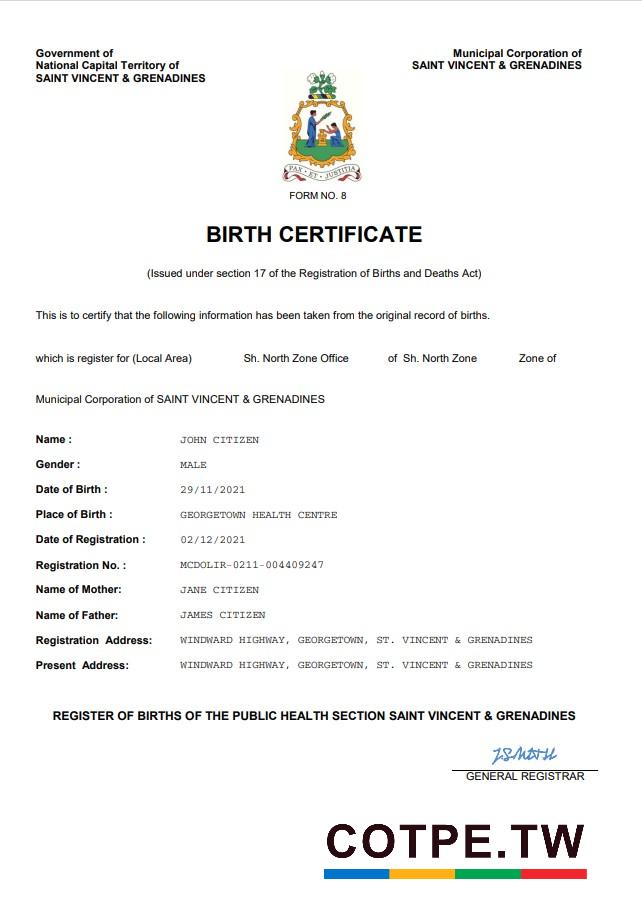 Government of
National Capital Territory of
SAINT VINCENT & GRENADINES
Municipal Corporation of
SAINT VINCENT & GRENADINES
PAX • ET • JUSTITIA
FORM NO. 8
BIRTH CERTIFICATE
(Issued under section 17 of the Registration of Births and Deaths Act)
This is to certify that the following information has been taken from the original record of births.
which is register for (Local Area) Sh. North Zone Office of Sh. North Zone Zone of
Municipal Corporation of SAINT VINCENT & GRENADINES
Name : JOHN CITIZEN
Gender : MALE
Date of Birth : 29/11/2021
Place of Birth : GEORGETOWN HEALTH CENTRE
Date of Registration : 02/12/2021
Registration No. : MCDOLIR-0211-004409247
Name of Mother: JANE CITIZEN
Name of Father: JAMES CITIZEN
Registration Address: WINDWARD HIGHWAY, GEORGETOWN, ST. VINCENT & GRENADINES
Present Address: WINDWARD HIGHWAY, GEORGETOWN, ST. VINCENT & GRENADINES
REGISTER OF BIRTHS OF THE PUBLIC HEALTH SECTION SAINT VINCENT & GRENADINES
GENERAL REGISTRAR
COTPE.TW